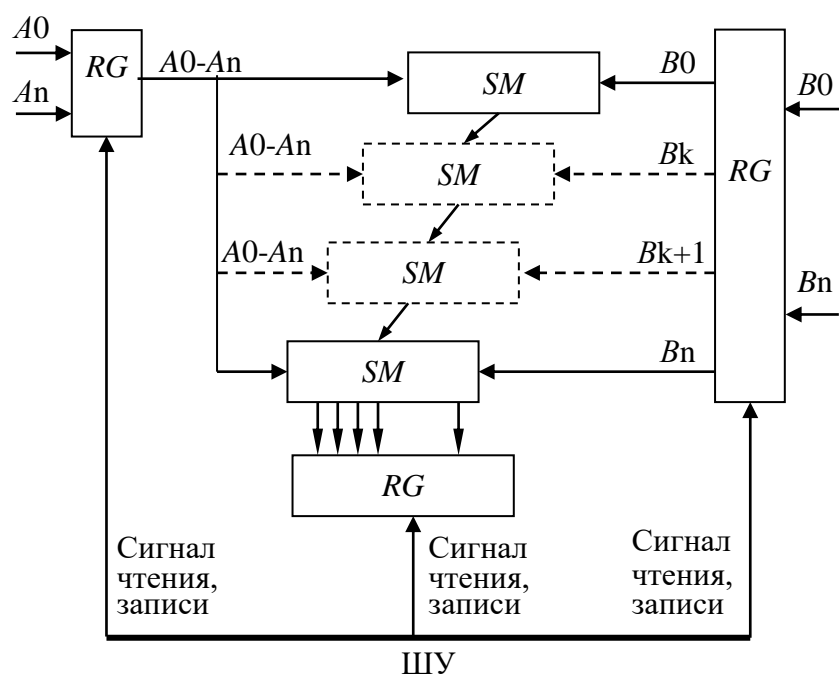 A0
An
RG
A0-An
SM
B0
B0
A0-An
SM
Bk
RG
A0-An
SM
Bk+1
Bn
SM
Bn
RG
Сигнал
чтения,
записи
Сигнал
чтения,
записи
Сигнал
чтения,
записи
ШУ